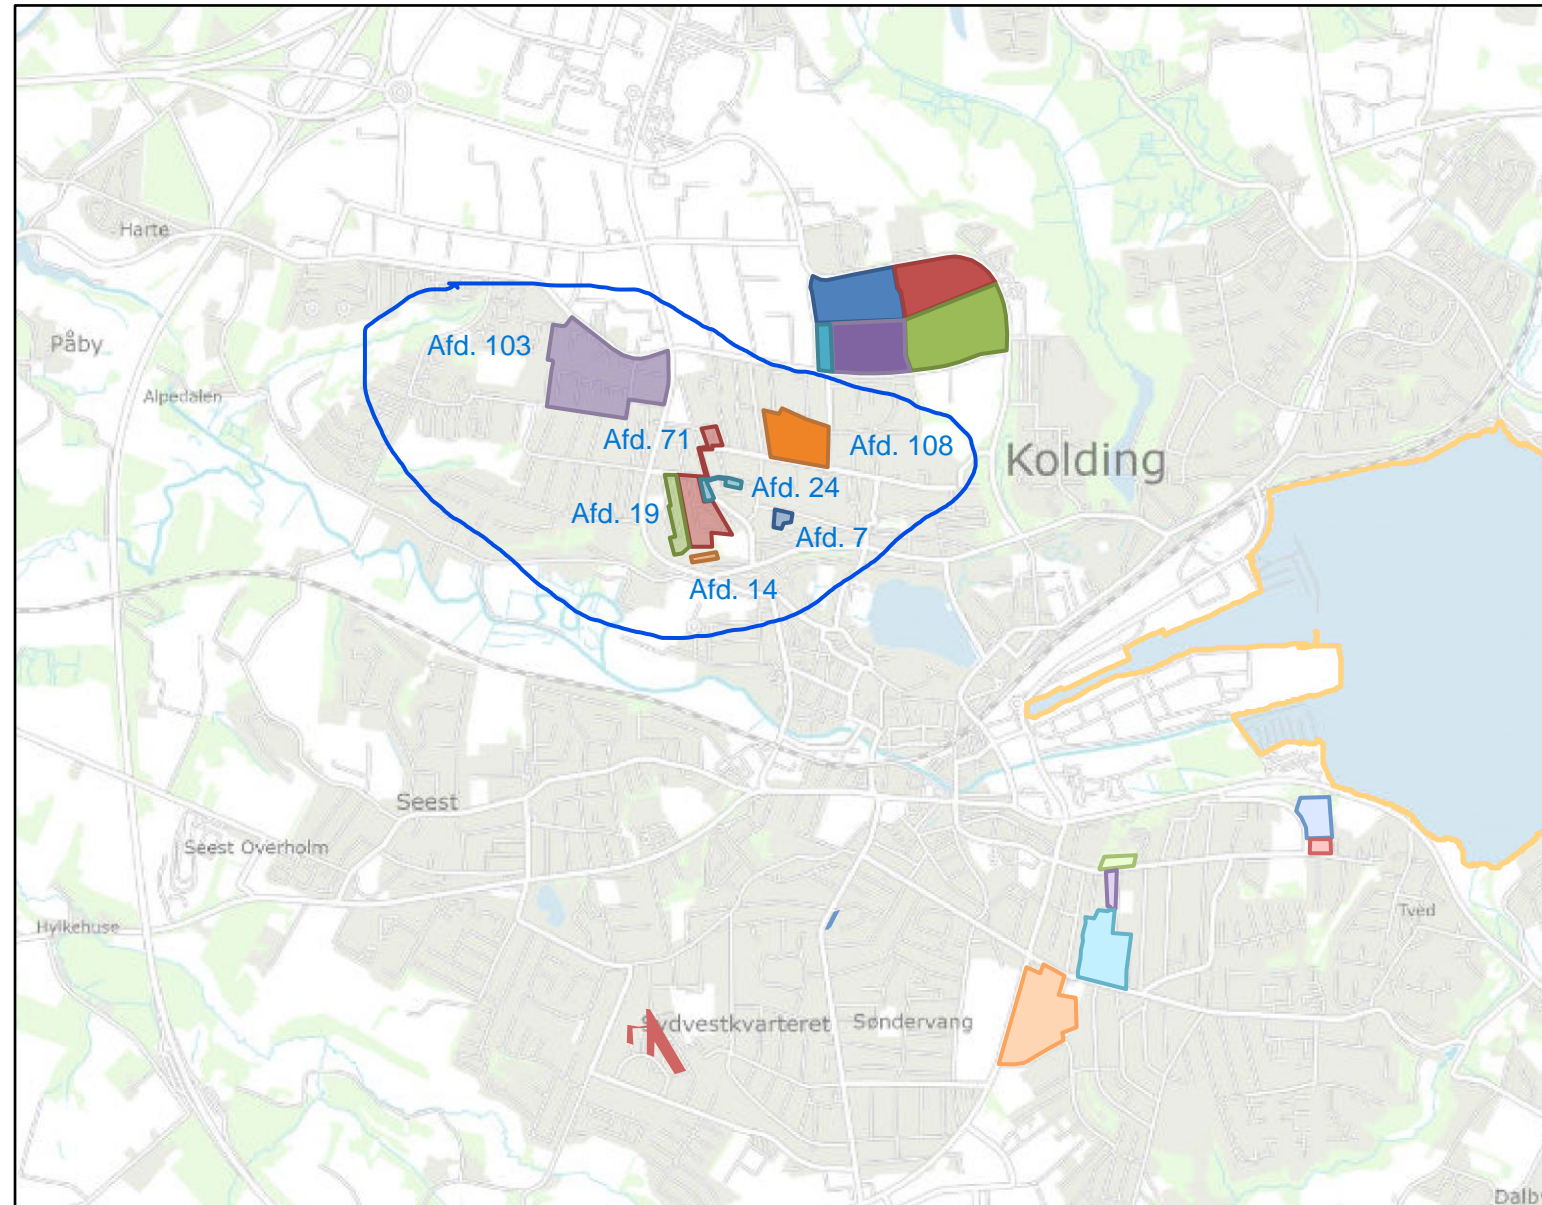 Harte
Påby
Afd. 103
Alpedalen
Afd. 71
Afd. 108
Kolding
Afd. 24
Afd. 19
Afd. 7
Afd. 14
Seest
Seest Overholm
Tved
Hylkehuse
Sydvestkvarteret
Søndervang
Dalby